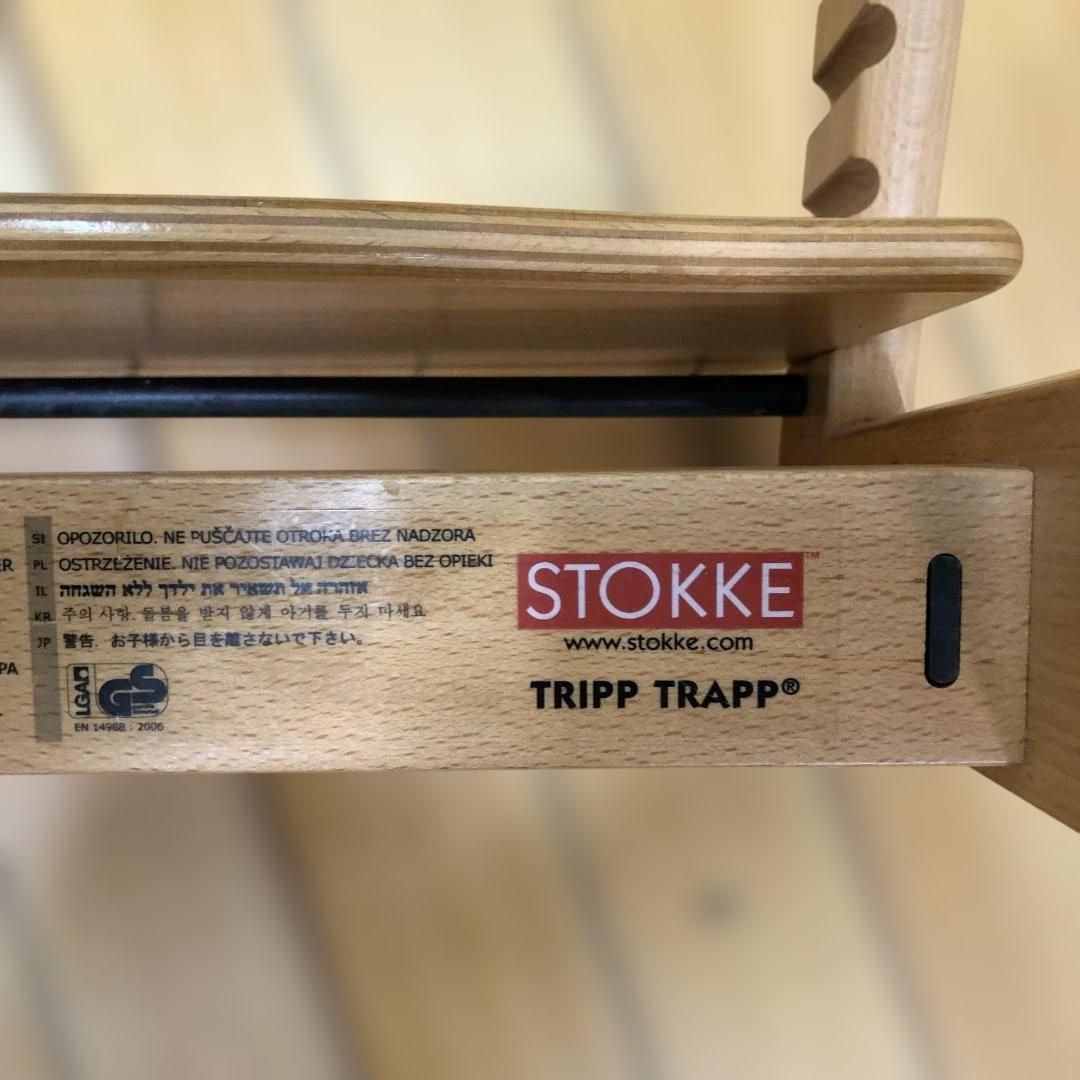 SI OPOZORILO. NE PUŠČAJTE OTROKA BREZ NADZORA
ER
PL OSTRZEŻENIE. NIE POZOSTAWAJ DZIECKA BEZ OPIEKI
IL אזהרה אל תשאיר את ילדך ללא השגחה
KR 주의 사항. 돌봄을 받지 않게 아기를 두지 마세요
JP 警告. お子様から目を離さないで下さい。
PA
LGA GS
EN 14988 : 2006
STOKKE™
www.stokke.com
TRIPP TRAPP®